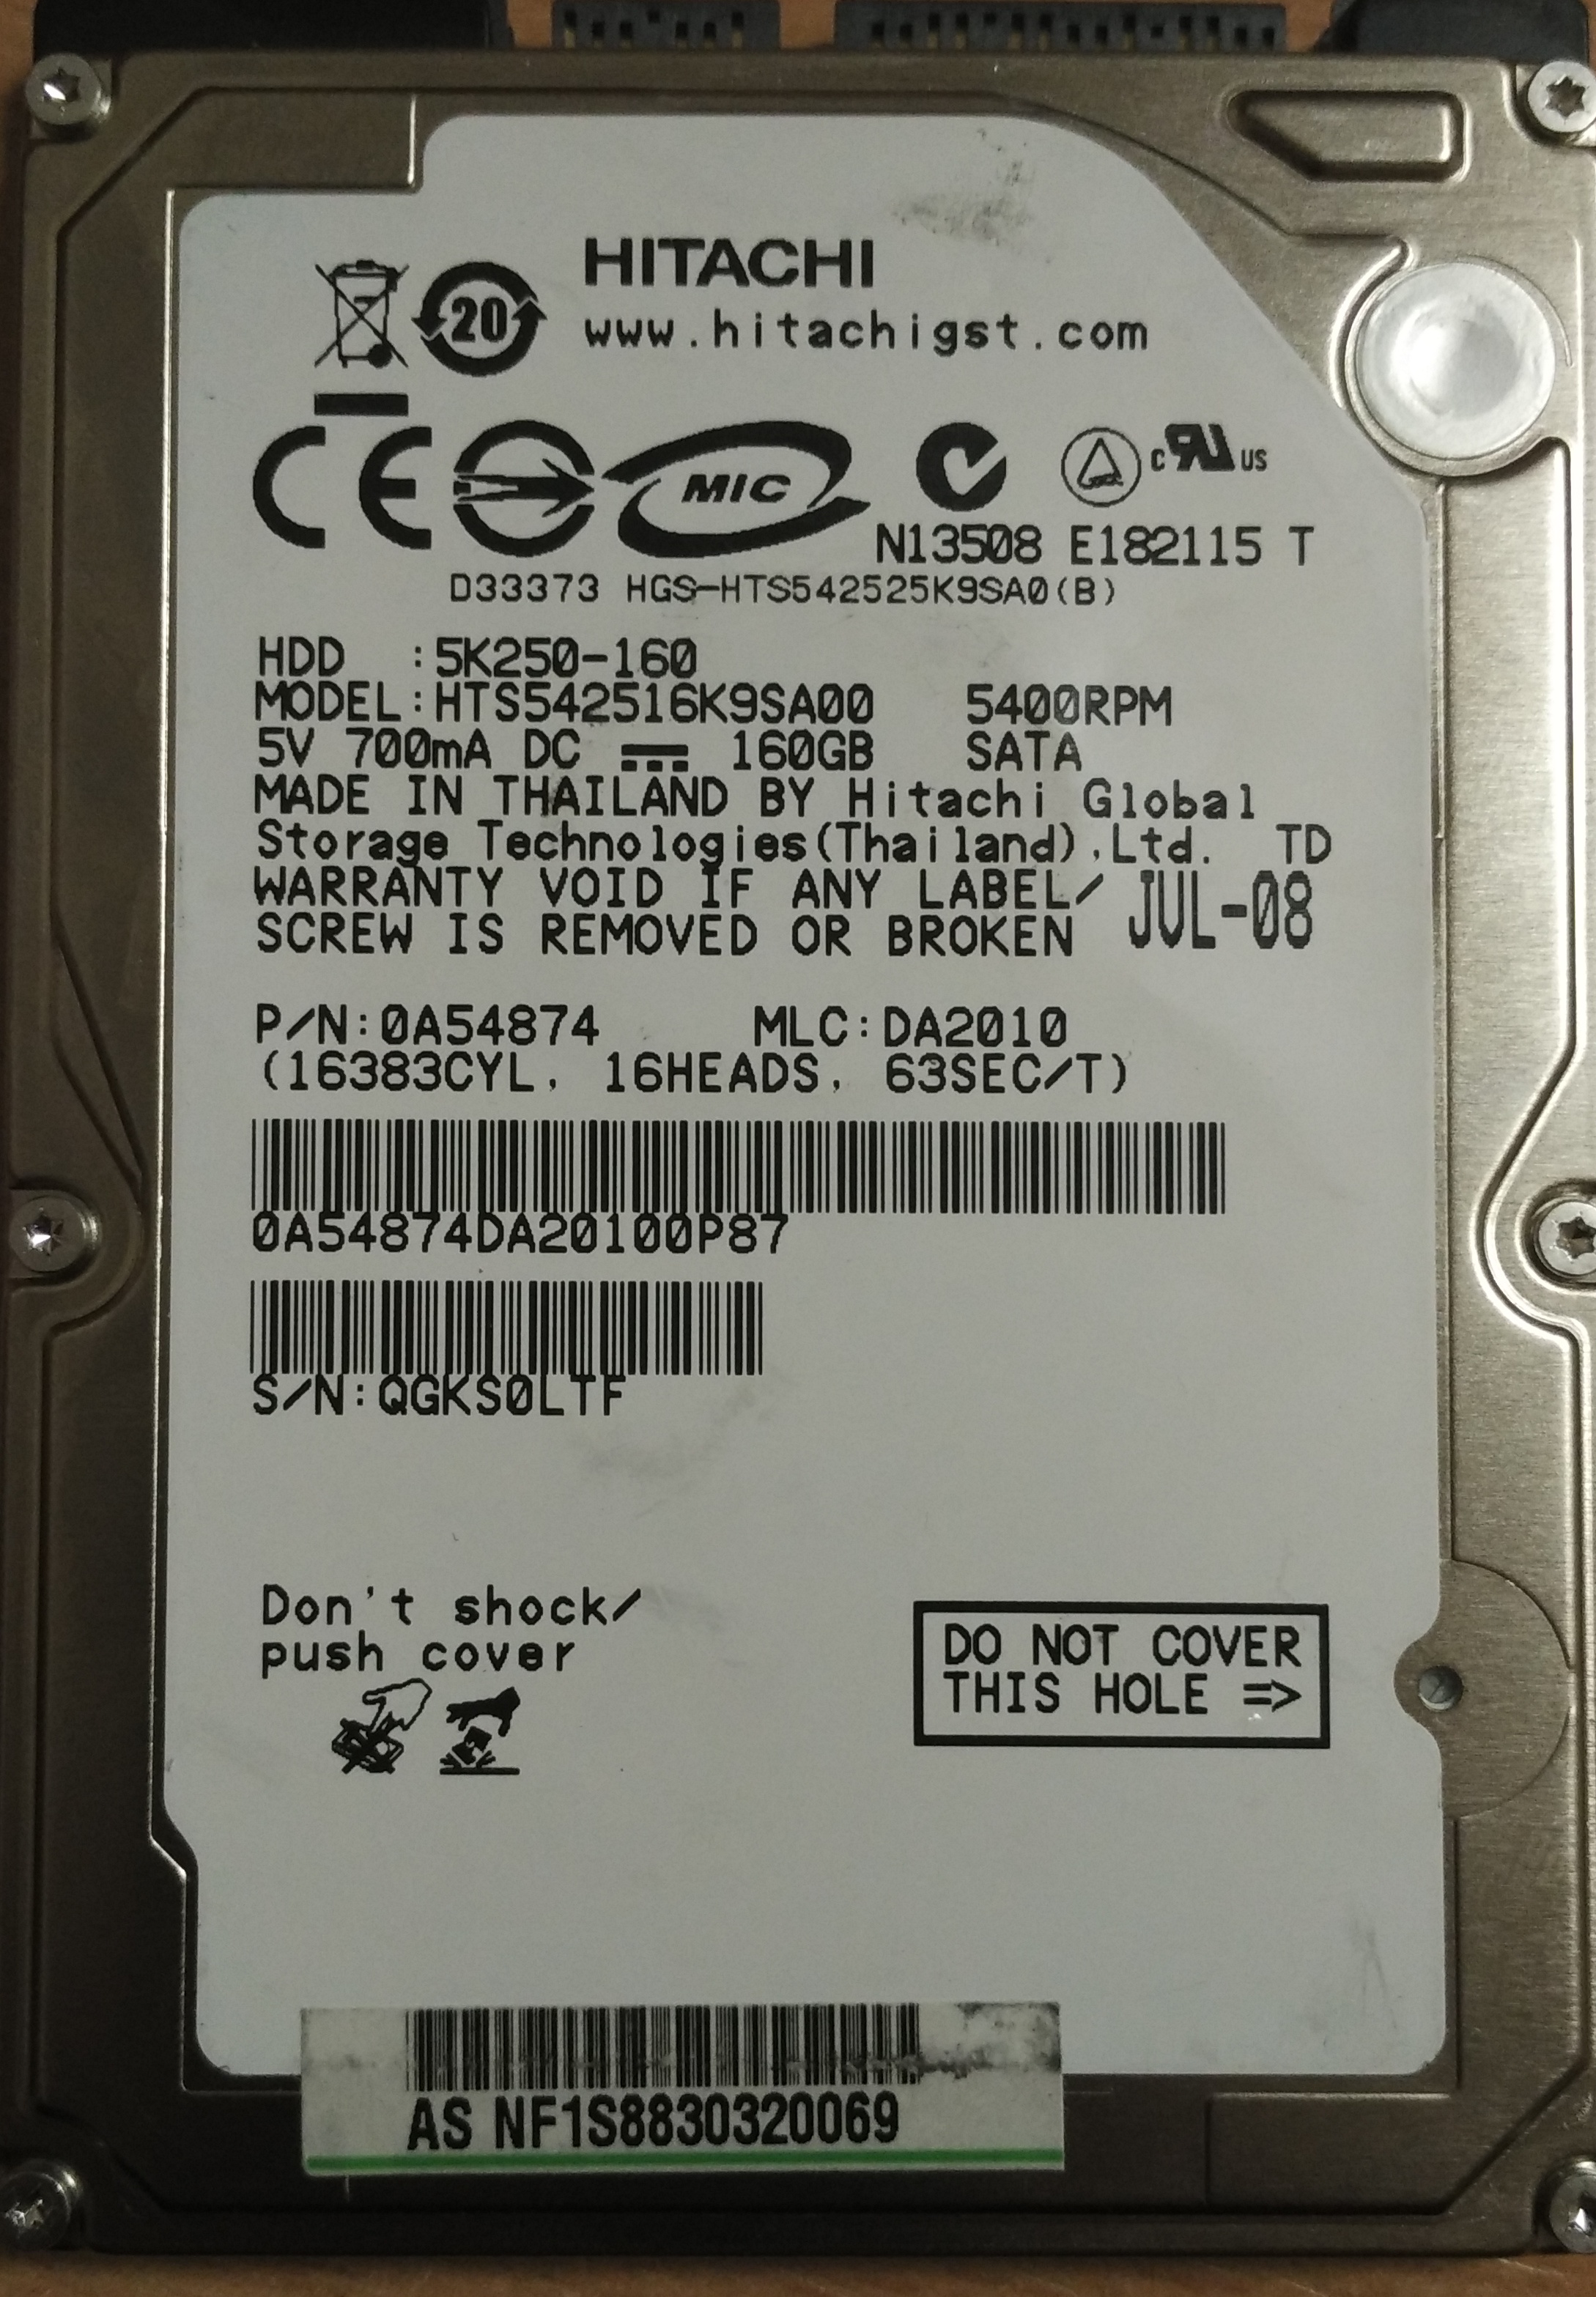 HITACHI
20
www.hitachigst.com
CE MIC c RU US
N13508 E182115 T
D33373 HGS-HTS542525K9SA0(B)
HDD :5K250-160
MODEL:HTS542516K9SA00 5400RPM
5V 700mA DC 160GB SATA
MADE IN THAILAND BY Hitachi Global
Storage Technologies(Thailand),Ltd. TD
WARRANTY VOID IF ANY LABEL/
SCREW IS REMOVED OR BROKEN JUL-08
P/N:0A54874 MLC:DA2010
(16383CYL, 16HEADS, 63SEC/T)
0A54874DA20100P87
S/N:QGKS0LTF
Don't shock/
push cover
DO NOT COVER
THIS HOLE =>
AS NF1S8830320069